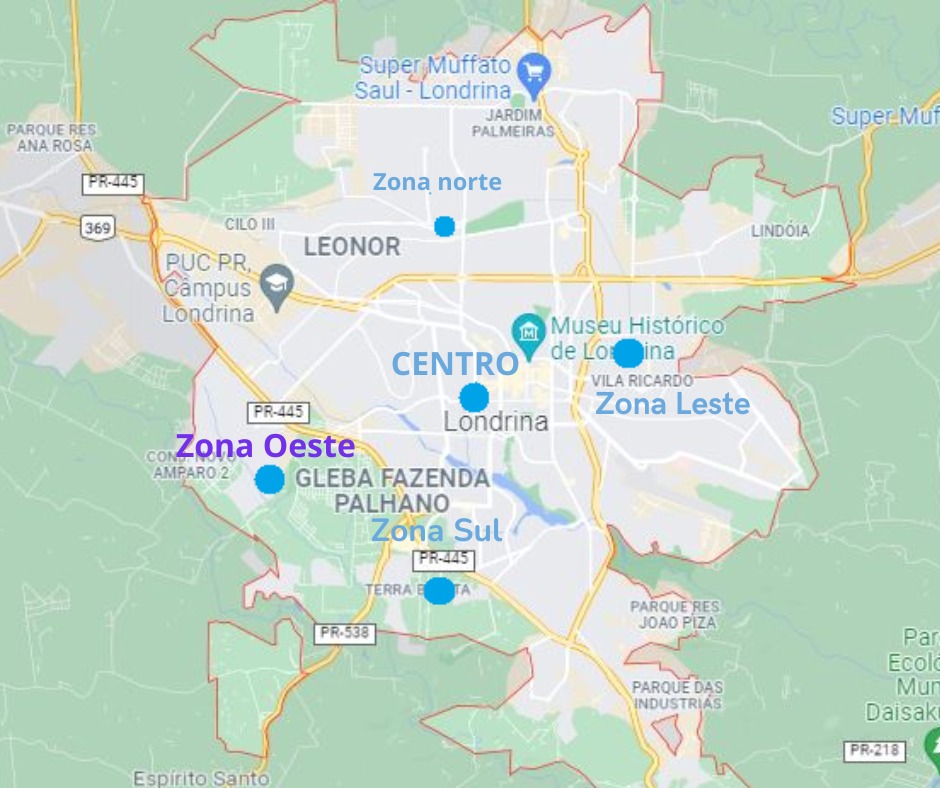 Super Muffato
Saul - Londrina
JARDIM
PALMEIRAS
Super Muf
PARQUE RES
ANA ROSA
PR-445
Zona norte
369
CILO III
LEONOR
LINDÓIA
PUC PR,
Câmpus
Londrina
Museu Histórico
de Lo ina
CENTRO
VILA RICARDO
Zona Leste
PR-445
Londrina
Zona Oeste
COND. NOVO
AMPARO 2
GLEBA FAZENDA
PALHANO
Zona Sul
PR-445
TERRA B TA
PARQUE RES
JOAO PIZA
PR-538
Par
Ecoló
Mun
Daisaku
PARQUE DAS
INDUSTRIAS
PR-218
Espírito Santo